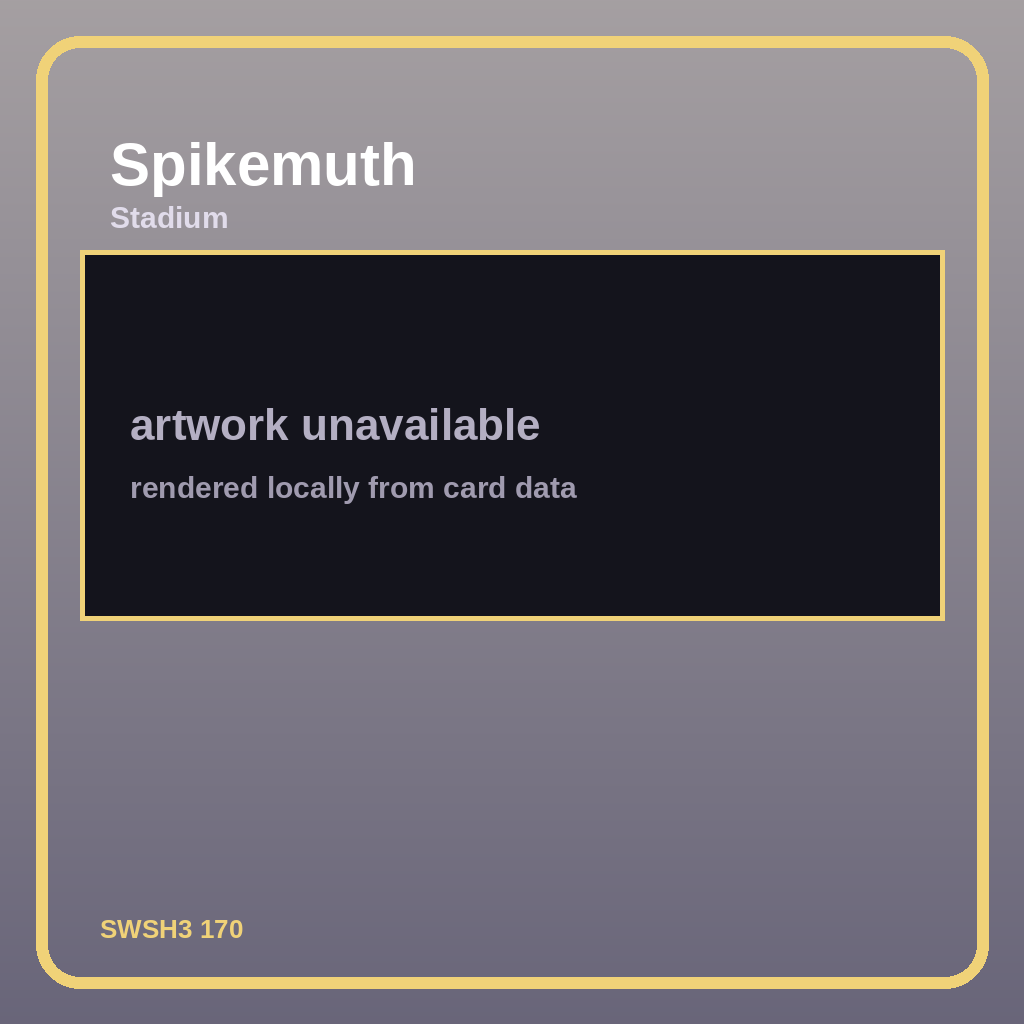 Spikemuth
Stadium
artwork unavailable
rendered locally from card data
SWSH3 170